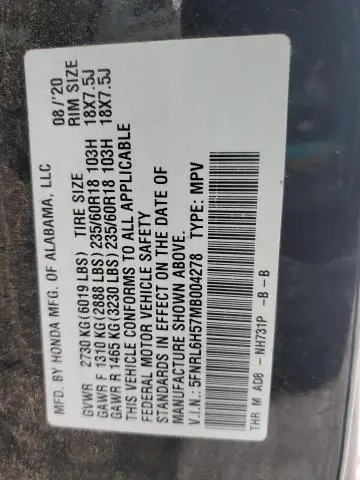 MFD. BY HONDA MFG. OF ALABAMA, LLC 08/'20
TIRE SIZE RIM SIZE
GVWR 2730 KG(6019 LBS)
GAWR F 1310 KG(2888 LBS) 235/60R18 103H 18X7.5J
GAWR R 1465 KG(3230 LBS) 235/60R18 103H 18X7.5J
THIS VEHICLE CONFORMS TO ALL APPLICABLE
FEDERAL MOTOR VEHICLE SAFETY
STANDARDS IN EFFECT ON THE DATE OF
MANUFACTURE SHOWN ABOVE.
V.I.N.: 5FNRL6H57MB004278 TYPE: MPV
THR M AD8 - NH731P -B -B